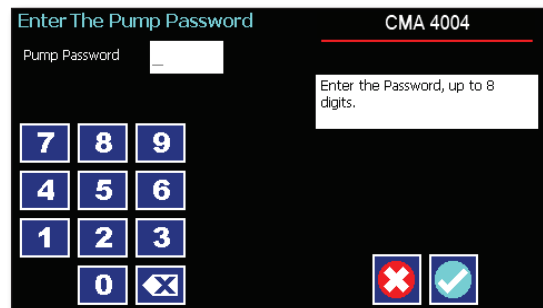 Enter The Pump Password
CMA 4004
Pump Password
_
Enter the Password, up to 8
digits.
7 8 9
4 5 6
1 2 3
0